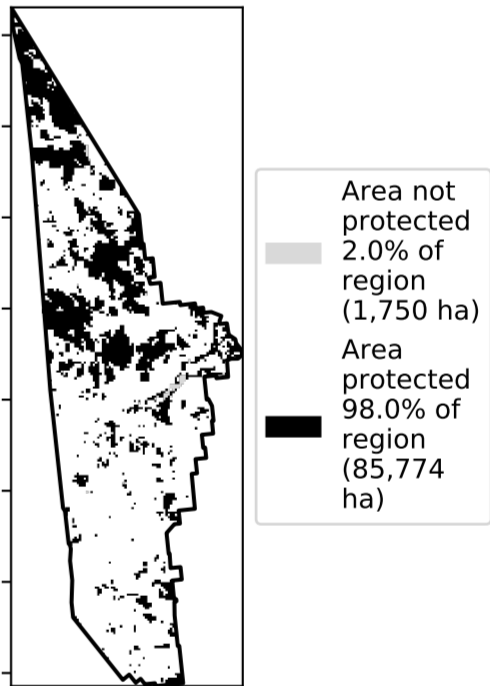 Area not
protected
2.0% of
region
(1,750 ha)
Area
protected
98.0% of
region
(85,774
ha)